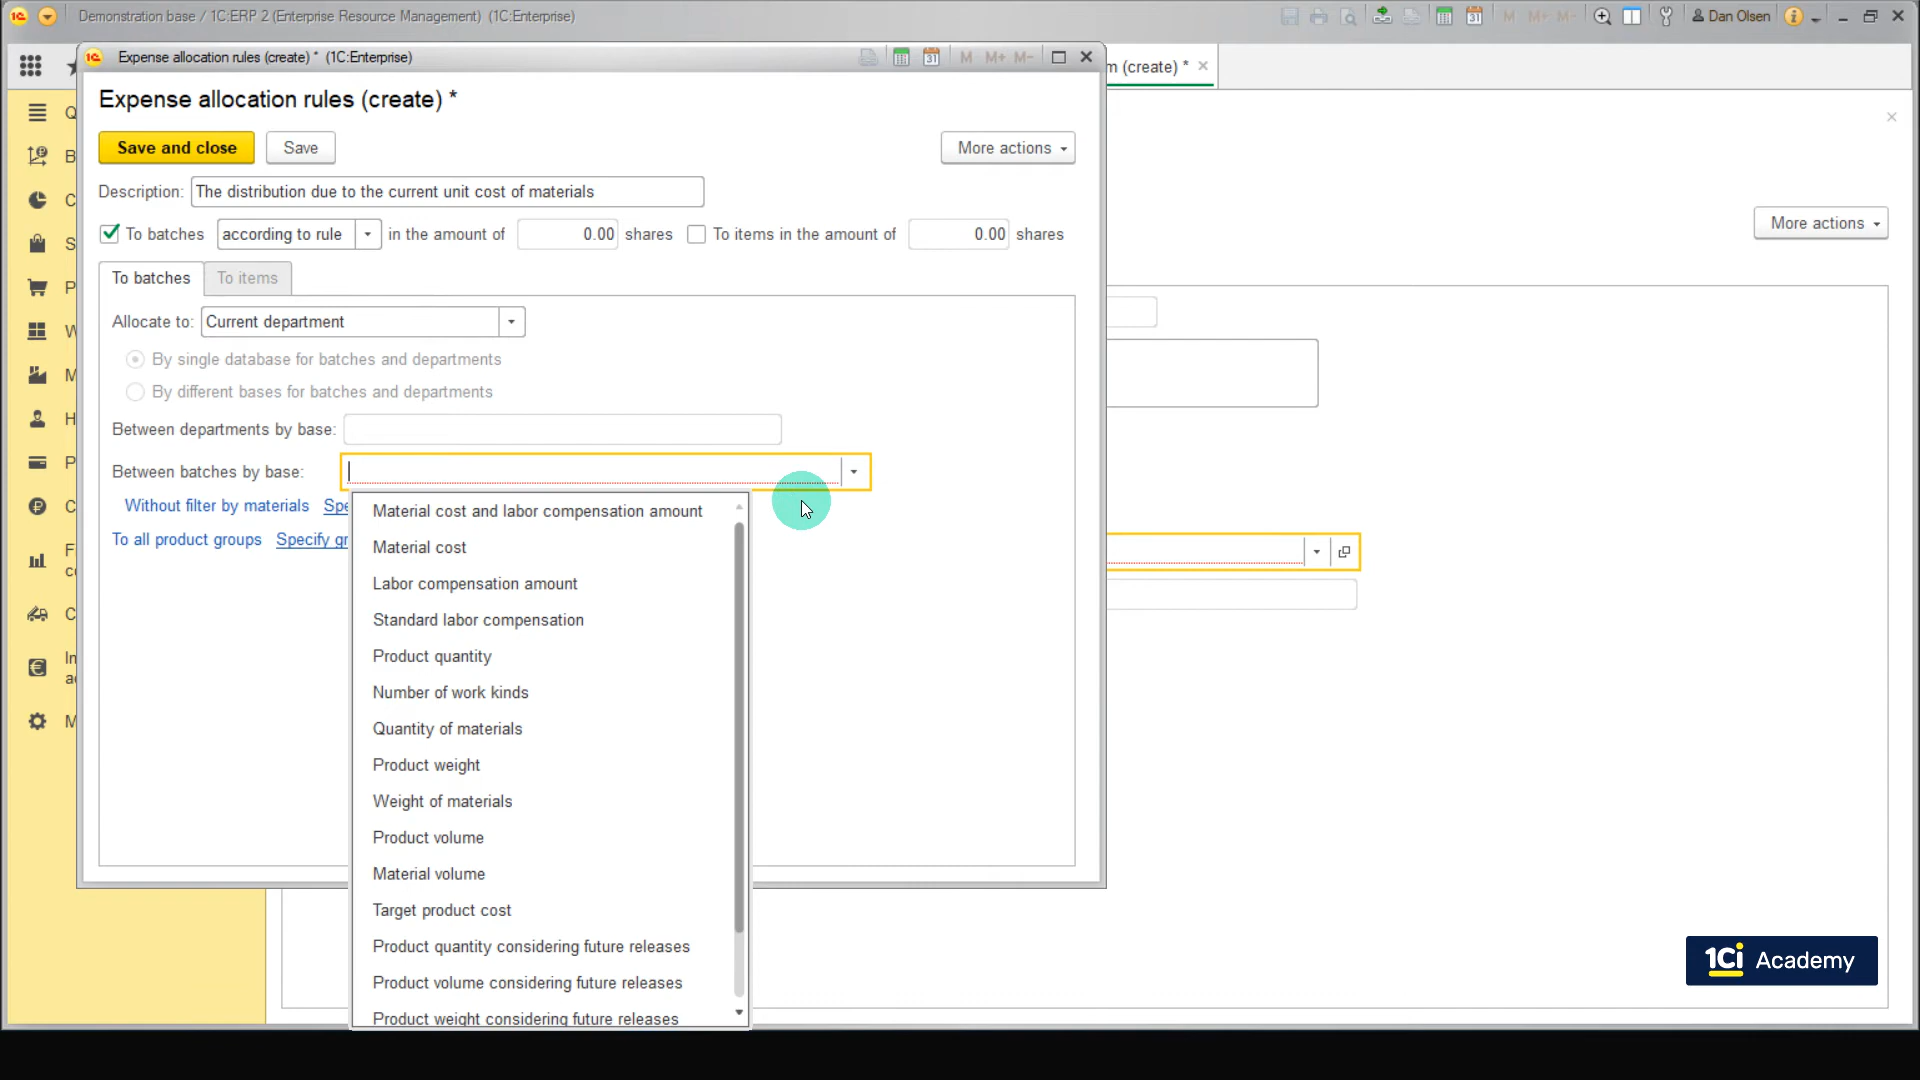 Demonstration base / 1C:ERP 2 (Enterprise Resource Management) (1C:Enterprise)
M M+ M- Dan Olsen
Expense allocation rules (create) * (1C:Enterprise)
M M+ M-
m (create) *
Expense allocation rules (create) *
Save and close
Save
More actions
Description: The distribution due to the current unit cost of materials
More actions
To batches according to rule in the amount of 0.00 shares To items in the amount of 0.00 shares
To batches
To items
Allocate to: Current department
By single database for batches and departments
By different bases for batches and departments
Between departments by base:
Between batches by base:
Without filter by materials Spe
To all product groups Specify gr
Material cost and labor compensation amount
Material cost
Labor compensation amount
Standard labor compensation
Product quantity
Number of work kinds
Quantity of materials
Product weight
Weight of materials
Product volume
Material volume
Target product cost
Product quantity considering future releases
Product volume considering future releases
Product weight considering future releases
Q
B
C
S
P
W
M
H
P
C
F
co
C
In
ac
M
1Ci Academy